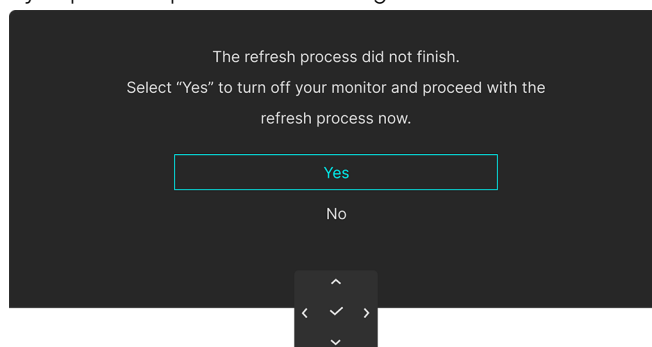 The refresh process did not finish.
Select “Yes” to turn off your monitor and proceed with the
refresh process now.
Yes
No